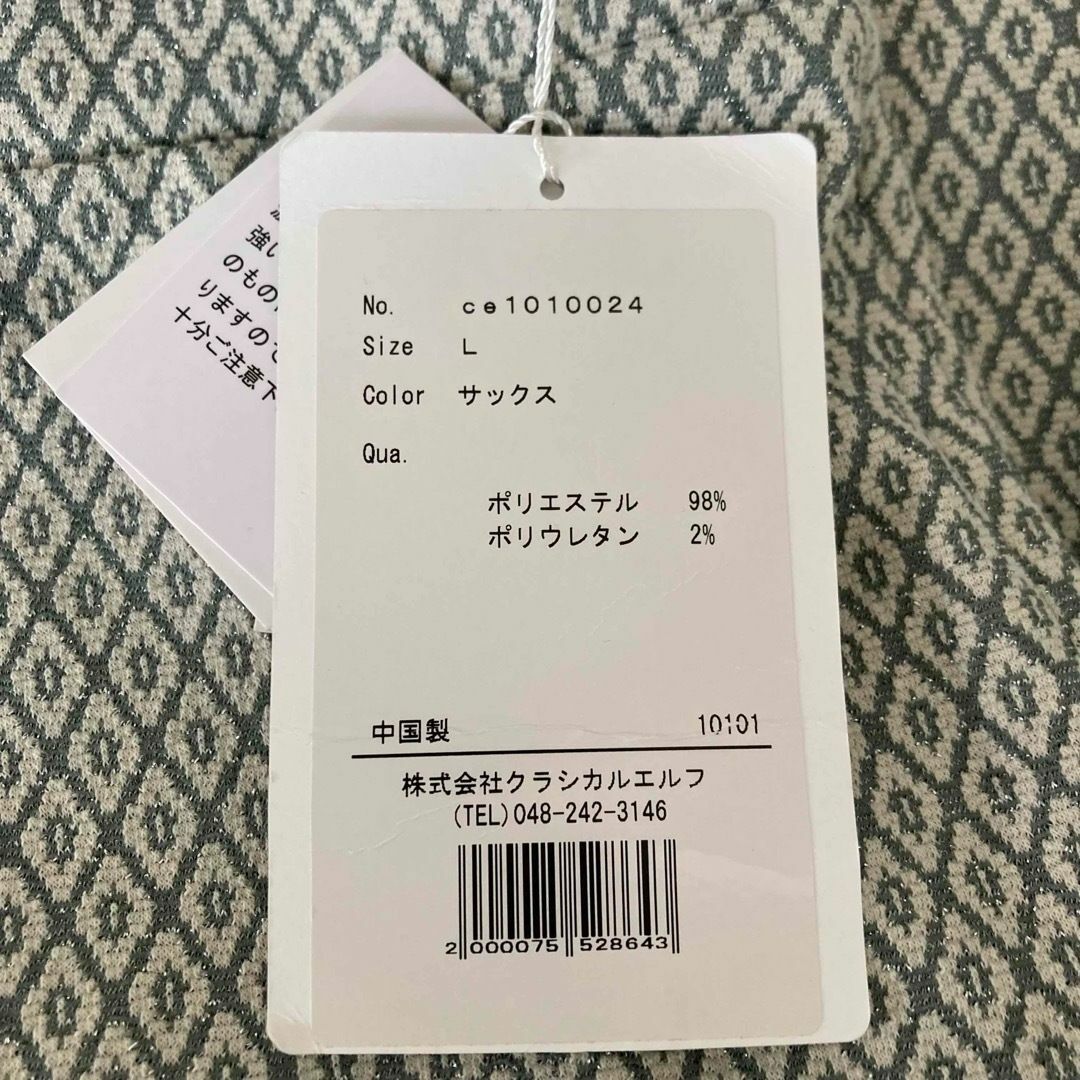 強い
のもの
りますので
十分ご注意下
No. ce1010024
Size L
Color サックス
Qua.
ポリエステル 98%
ポリウレタン 2%
中国製 10101
株式会社クラシカルエルフ
(TEL)048-242-3146
2 000075 528643